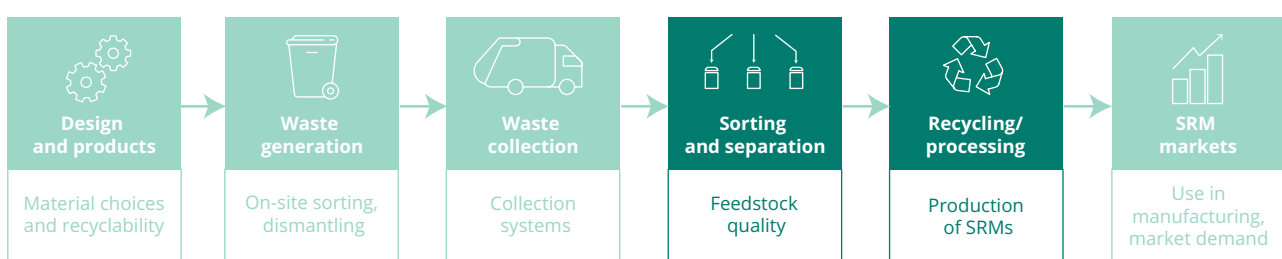 Design
and products
Material choices
and recyclability
Waste
generation
On-site sorting,
dismantling
Waste
collection
Collection
systems
Sorting
and separation
Feedstock
quality
Recycling/
processing
Production
of SRMs
SRM
markets
Use in
manufacturing,
market demand